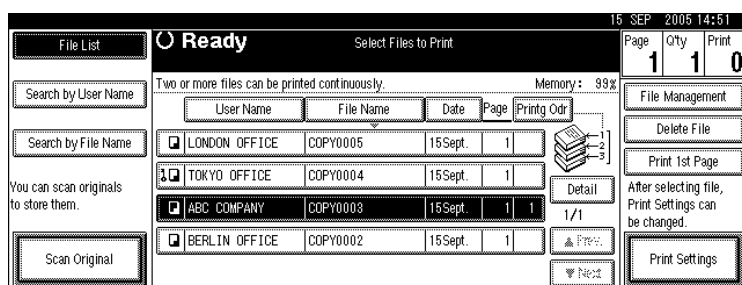 15 SEP 2005 14:51
File List
Search by User Name
Search by File Name
You can scan originals
to store them.
Scan Original
Ready
Select Files to Print
Two or more files can be printed continuously.
Memory: 99%
User Name File Name Date Page Printg Odr
LONDON OFFICE COPY0005 15Sept. 1
TOKYO OFFICE COPY0004 15Sept. 1
ABC COMPANY COPY0003 15Sept. 1 1
BERLIN OFFICE COPY0002 15Sept. 1
1
2
3
Detail
1/1
▲ Prev.
▼ Next
Page Q'ty Print
1 1 0
File Management
Delete File
Print 1st Page
After selecting file,
Print Settings can
be changed.
Print Settings